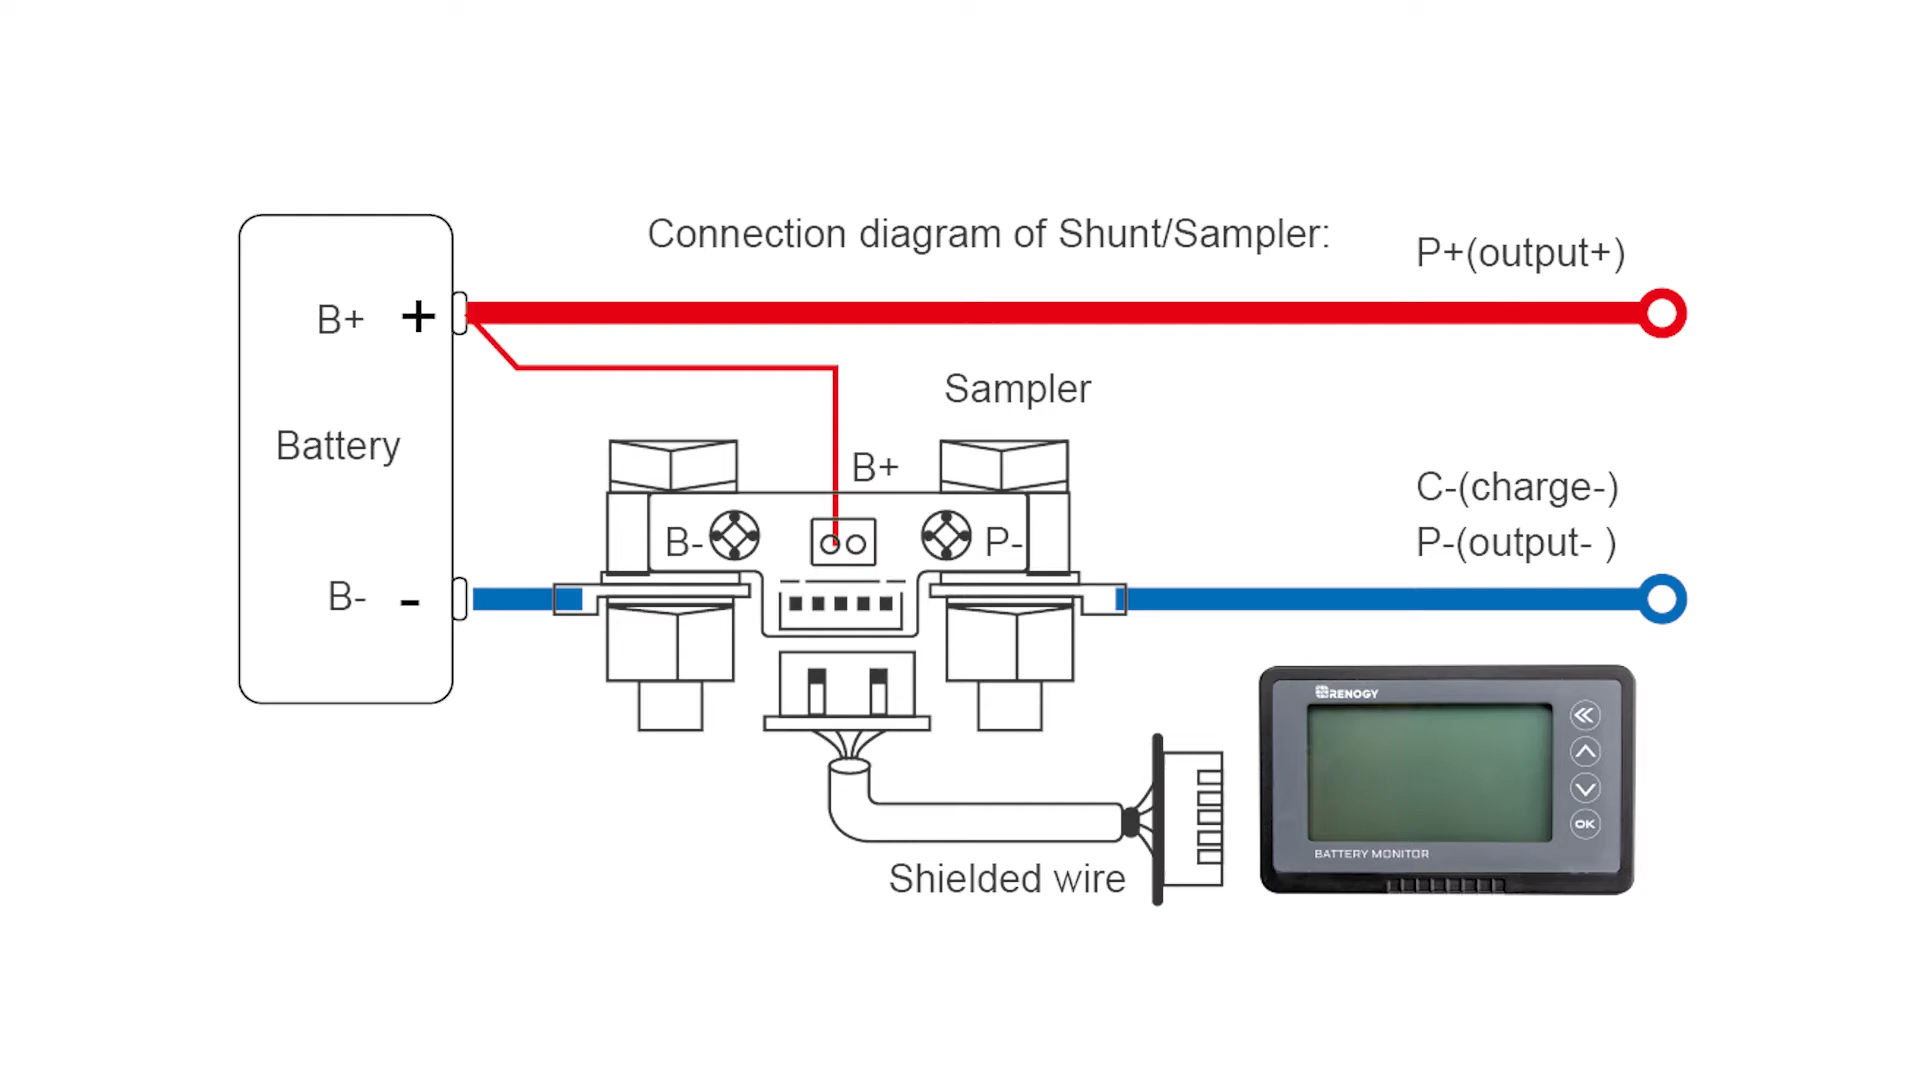 Connection diagram of Shunt/Sampler:
P+(output+)
B+ +
Sampler
Battery
B+
C-(charge-)
B- P-
P-(output- )
B- -
RENOGY
OK
BATTERY MONITOR
Shielded wire